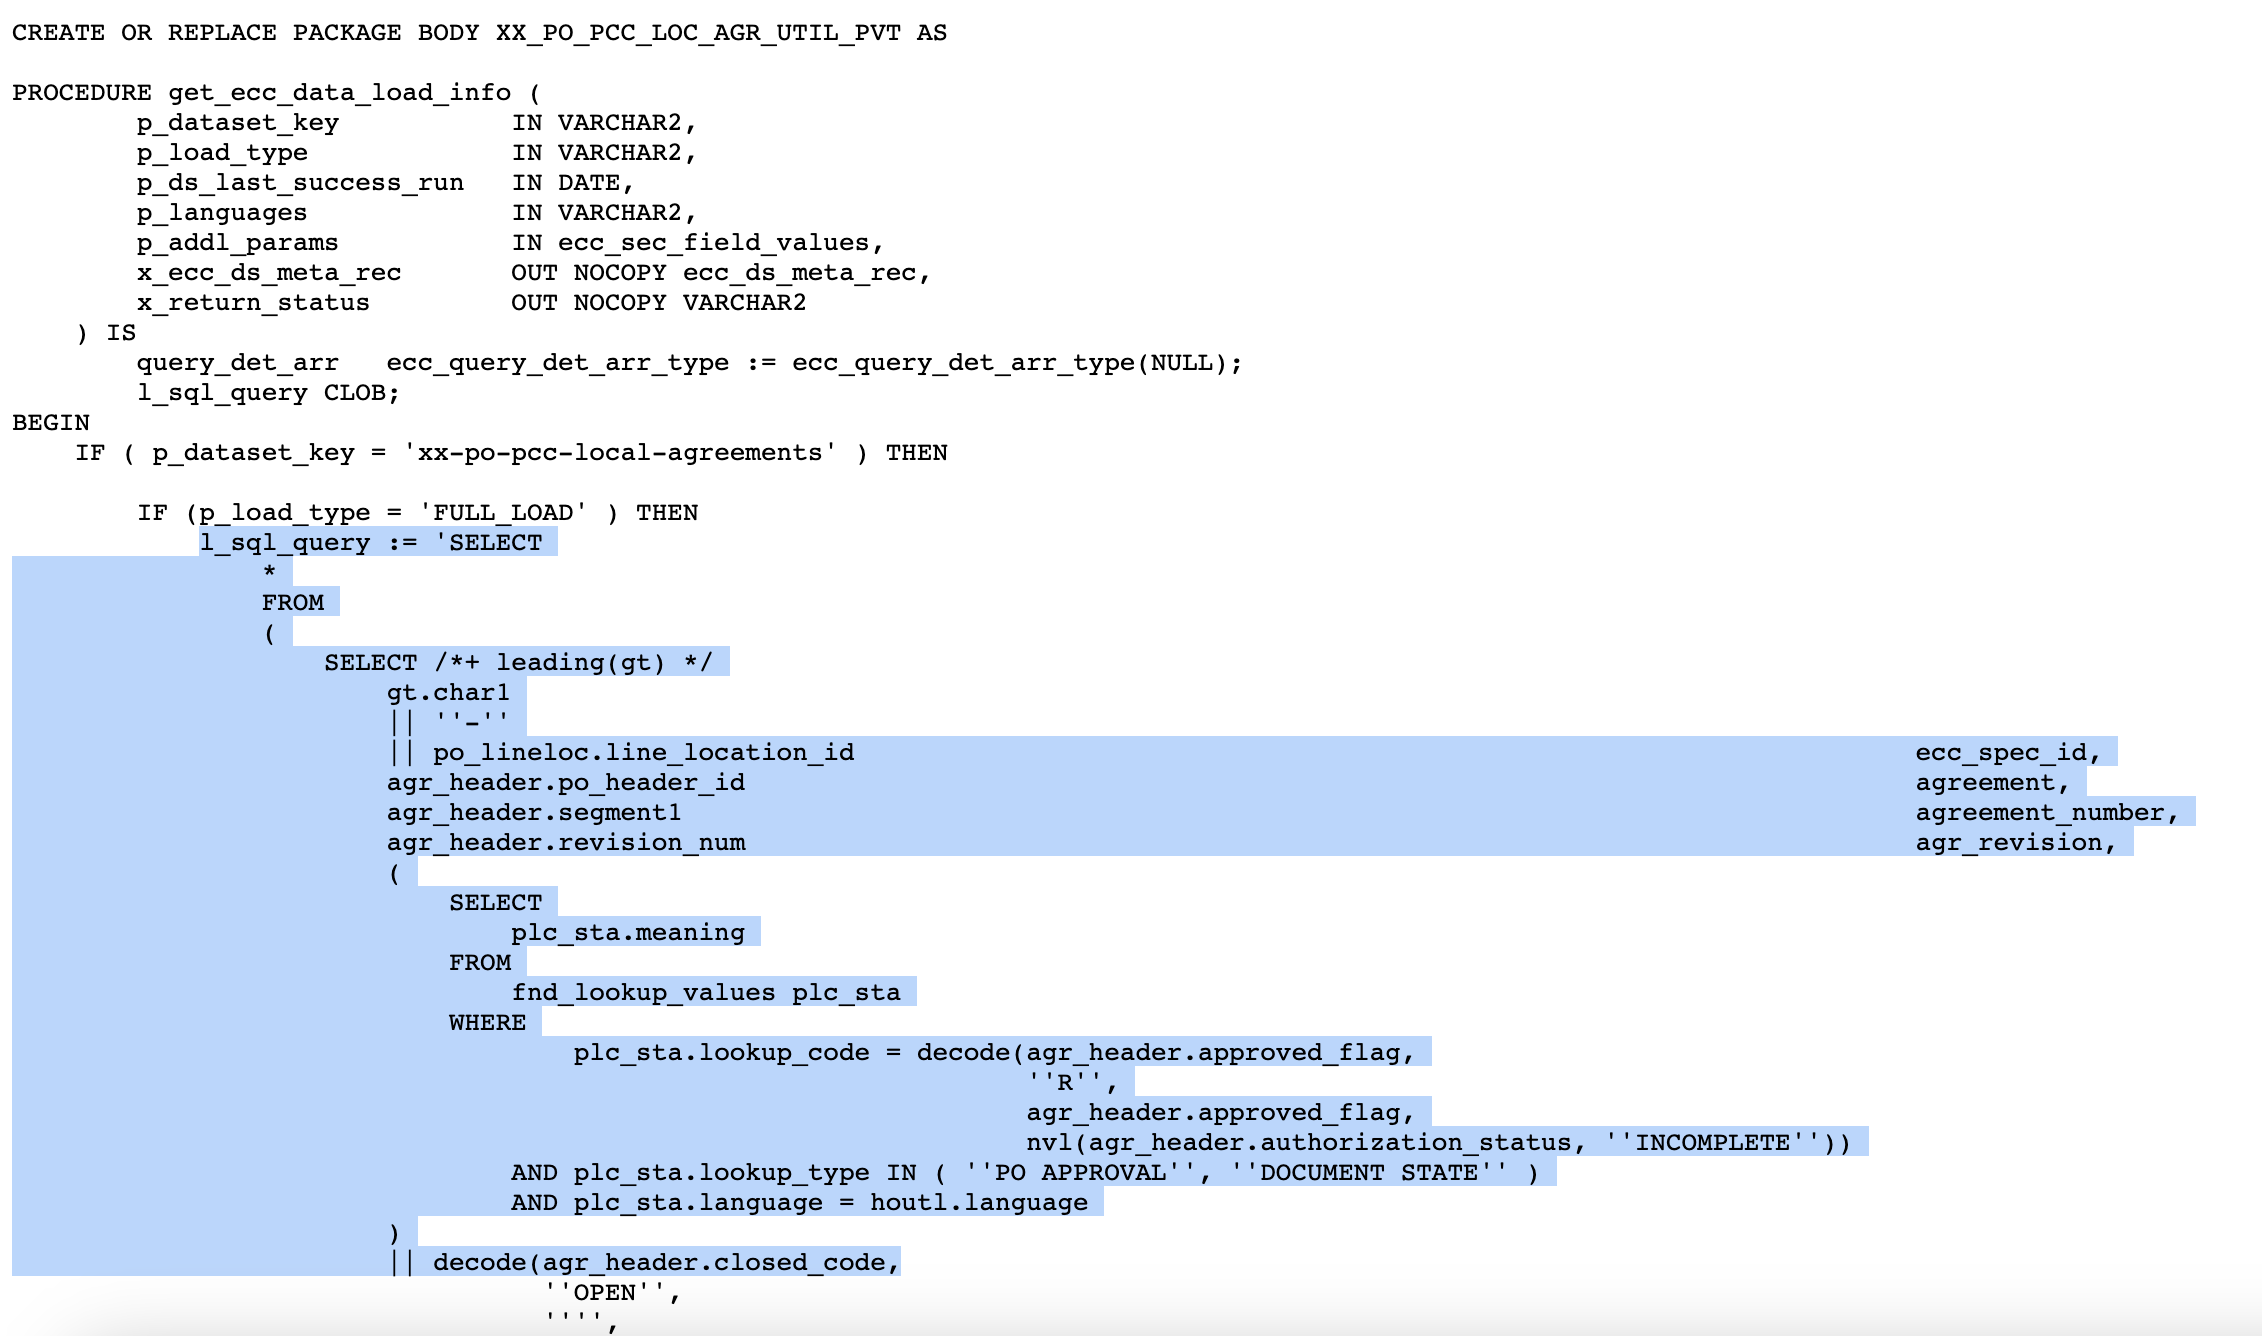 CREATE OR REPLACE PACKAGE BODY XX_PO_PCC_LOC_AGR_UTIL_PVT AS
PROCEDURE get_ecc_data_load_info (
p_dataset_key IN VARCHAR2,
p_load_type IN VARCHAR2,
p_ds_last_success_run IN DATE,
p_languages IN VARCHAR2,
p_addl_params IN ecc_sec_field_values,
x_ecc_ds_meta_rec OUT NOCOPY ecc_ds_meta_rec,
x_return_status OUT NOCOPY VARCHAR2
) IS
query_det_arr ecc_query_det_arr_type := ecc_query_det_arr_type(NULL);
l_sql_query CLOB;
BEGIN
IF ( p_dataset_key = 'xx-po-pcc-local-agreements' ) THEN
IF (p_load_type = 'FULL_LOAD' ) THEN
l_sql_query := 'SELECT
*
FROM
(
SELECT /*+ leading(gt) */
gt.char1
|| ''-''
|| po_lineloc.line_location_id ecc_spec_id,
agr_header.po_header_id agreement,
agr_header.segment1 agreement_number,
agr_header.revision_num agr_revision,
(
SELECT
plc_sta.meaning
FROM
fnd_lookup_values plc_sta
WHERE
plc_sta.lookup_code = decode(agr_header.approved_flag,
''R'',
agr_header.approved_flag,
nvl(agr_header.authorization_status, ''INCOMPLETE''))
AND plc_sta.lookup_type IN ( ''PO APPROVAL'', ''DOCUMENT STATE'' )
AND plc_sta.language = houtl.language
)
|| decode(agr_header.closed_code,
''OPEN'',
'''',